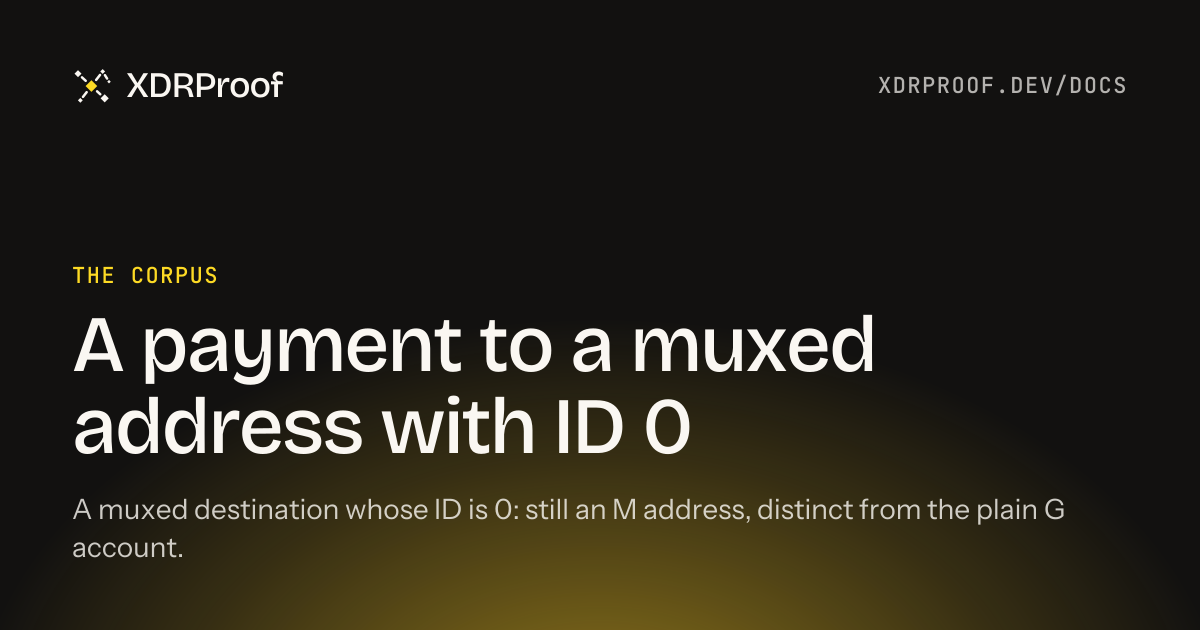 XDRProof
XDRPROOF.DEV/DOCS
THE CORPUS
A payment to a muxed
address with ID 0
A muxed destination whose ID is 0: still an M address, distinct from the plain G
account.